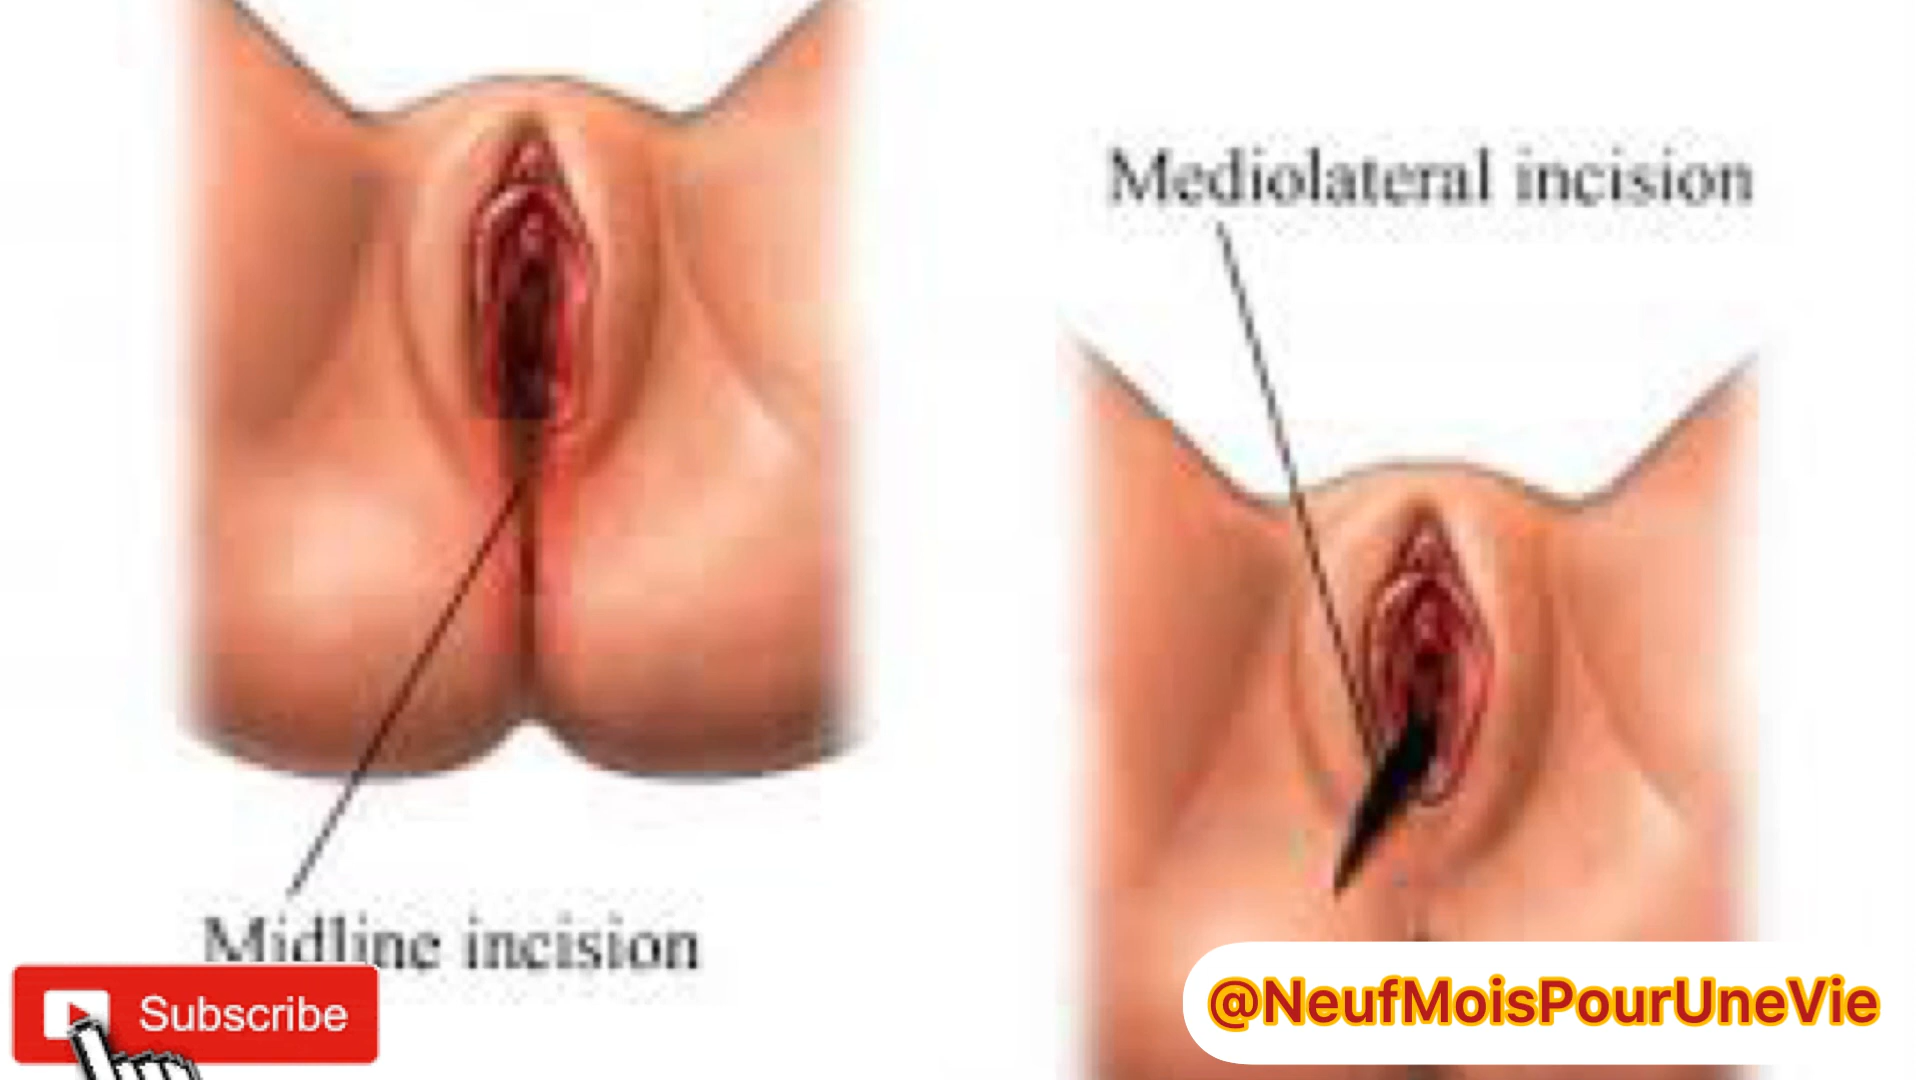 Mediolateral incision
Midline incision
Subscribe
@NeufMoisPourUneVie